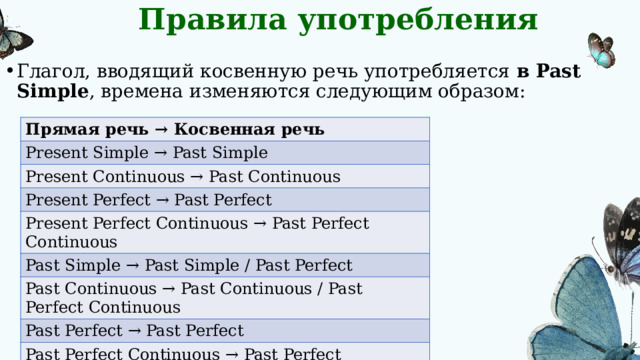 Правила употребления
•Глагол, вводящий косвенную речь употребляется в Past
Simple, времена изменяются следующим образом:
Прямая речь → Косвенная речь
Present Simple → Past Simple
Present Continuous → Past Continuous
Present Perfect → Past Perfect
Present Perfect Continuous → Past Perfect
Continuous
Past Simple → Past Simple / Past Perfect
Past Continuous → Past Continuous / Past
Perfect Continuous
Past Perfect → Past Perfect
Past Perfect Continuous → Past Perfect